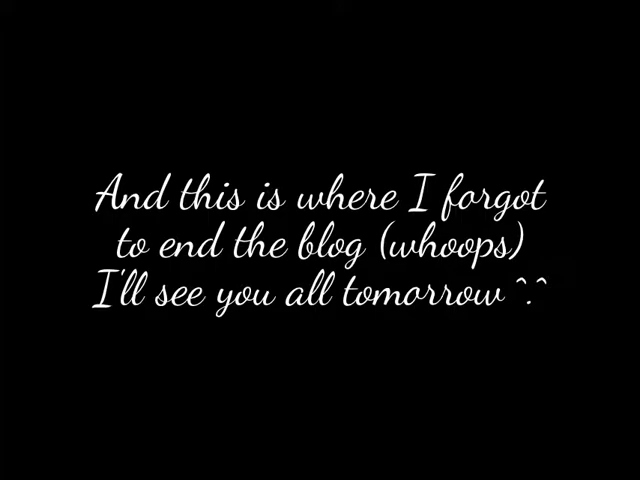 And this is where I forgot
to end the blog (whoops)
I'll see you all tomorrow ^.^